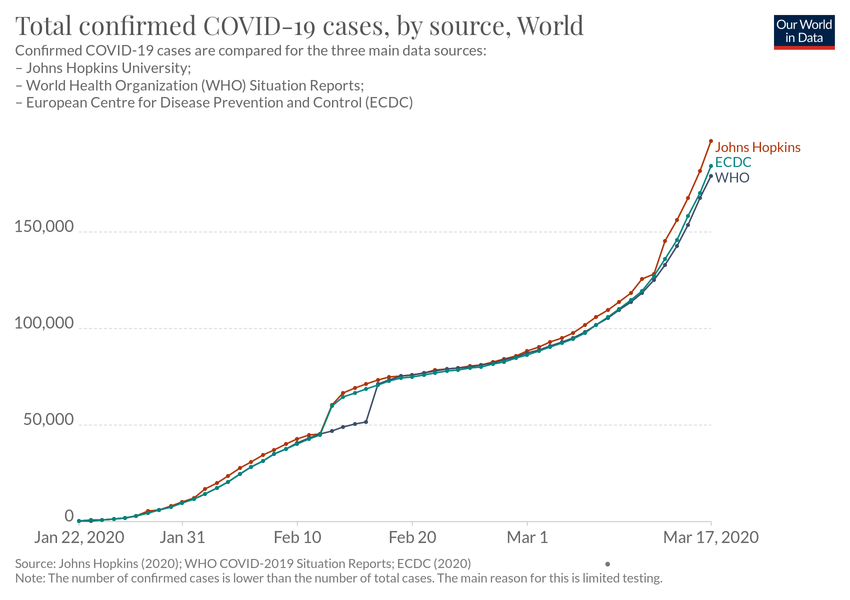 Total confirmed COVID-19 cases, by source, World
Our World
in Data
Confirmed COVID-19 cases are compared for the three main data sources:
– Johns Hopkins University;
– World Health Organization (WHO) Situation Reports;
– European Centre for Disease Prevention and Control (ECDC)
Johns Hopkins
ECDC
WHO
150,000
100,000
50,000
0
Jan 22, 2020 Jan 31 Feb 10 Feb 20 Mar 1 Mar 17, 2020
Source: Johns Hopkins (2020); WHO COVID-2019 Situation Reports; ECDC (2020)
Note: The number of confirmed cases is lower than the number of total cases. The main reason for this is limited testing.